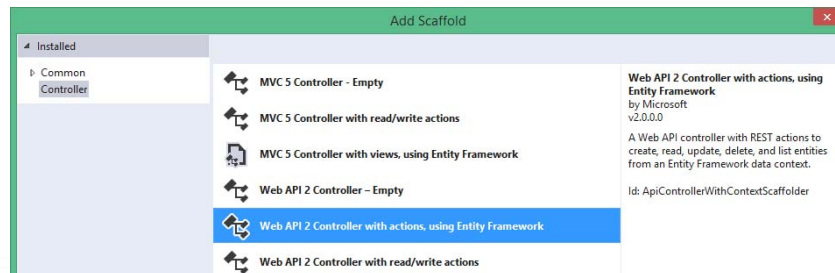 Add Scaffold
Installed
Common
Controller
MVC 5 Controller - Empty
MVC 5 Controller with read/write actions
MVC 5 Controller with views, using Entity Framework
Web API 2 Controller – Empty
Web API 2 Controller with actions, using Entity Framework
Web API 2 Controller with read/write actions
Web API 2 Controller with actions, using
Entity Framework
by Microsoft
v2.0.0.0
A Web API controller with REST actions to
create, read, update, delete, and list entities
from an Entity Framework data context.
Id: ApiControllerWithContextScaffolder